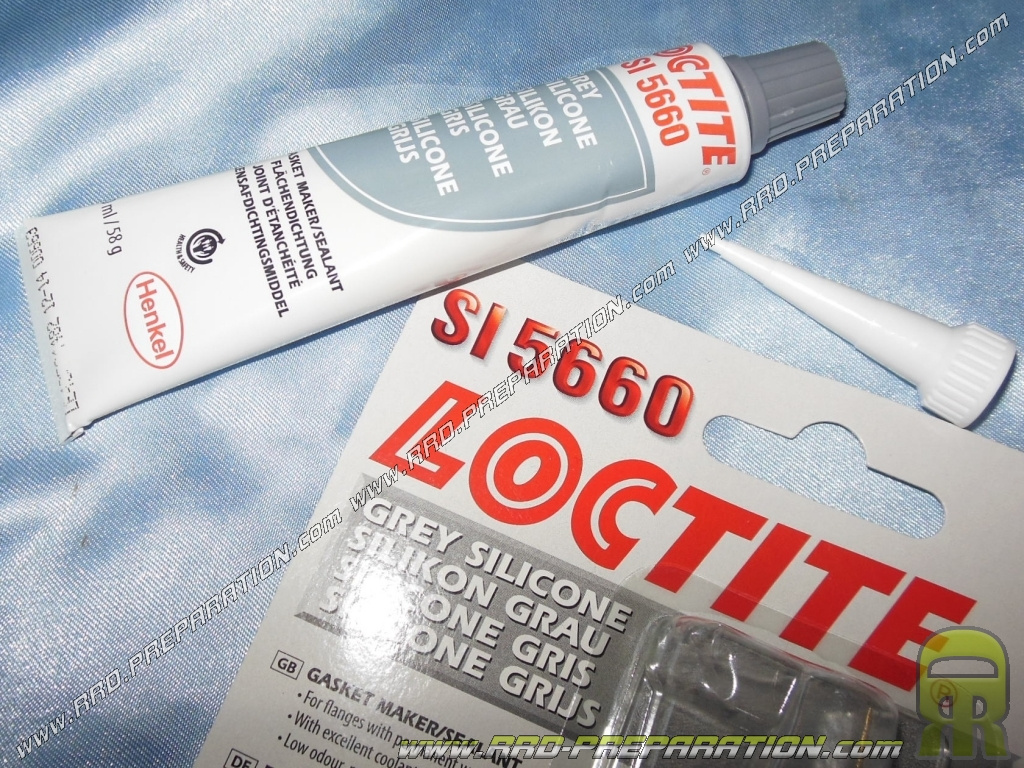 LOCTITE
®
SI 5660
GREY
SILICONE
SILIKON
GRAU
SILICONE
GRIS
SILICONE
GRIJS
GASKET MAKER/SEALANT
FLÄCHENDICHTUNG
JOINT D'ÉTANCHÉITÉ
ml / 58 g
HEALTH & SAFETY
Henkel
SI 5660
LOCTITE
GREY SILICONE
SILIKON GRAU
SILICONE GRIS
SILICONE GRIJS
GB GASKET MAKER/SEALANT
• For flanges with
• With excellent
• Low odour,
DE
www.RRD.PREPARATION.com
www.RRD.PREPARATION.com
www.RRD.PREPARATION.com
www.RRD.PREPARATION.com
www.RRD-PREPARATION.com